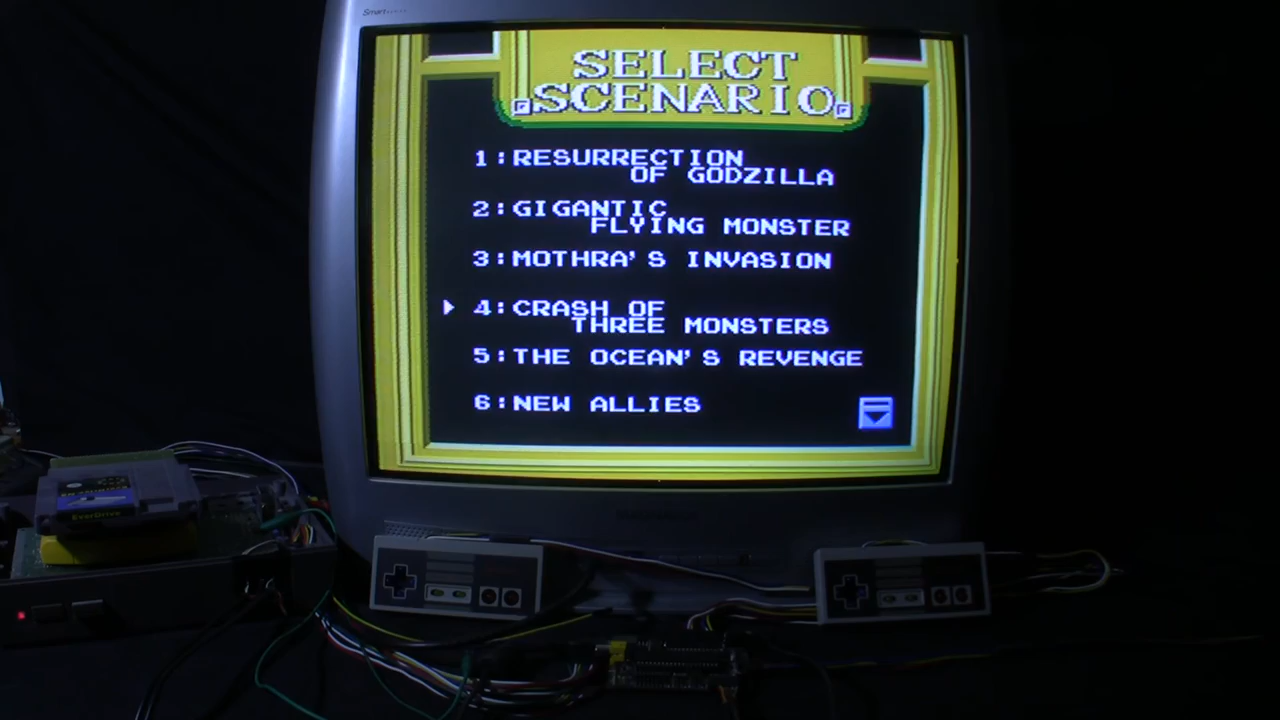 SELECT
SCENARIO
1:RESURRECTION
OF GODZILLA
2:GIGANTIC
FLYING MONSTER
3:MOTHRA'S INVASION
4:CRASH OF
THREE MONSTERS
5:THE OCEAN'S REVENGE
6:NEW ALLIES
EverDrive